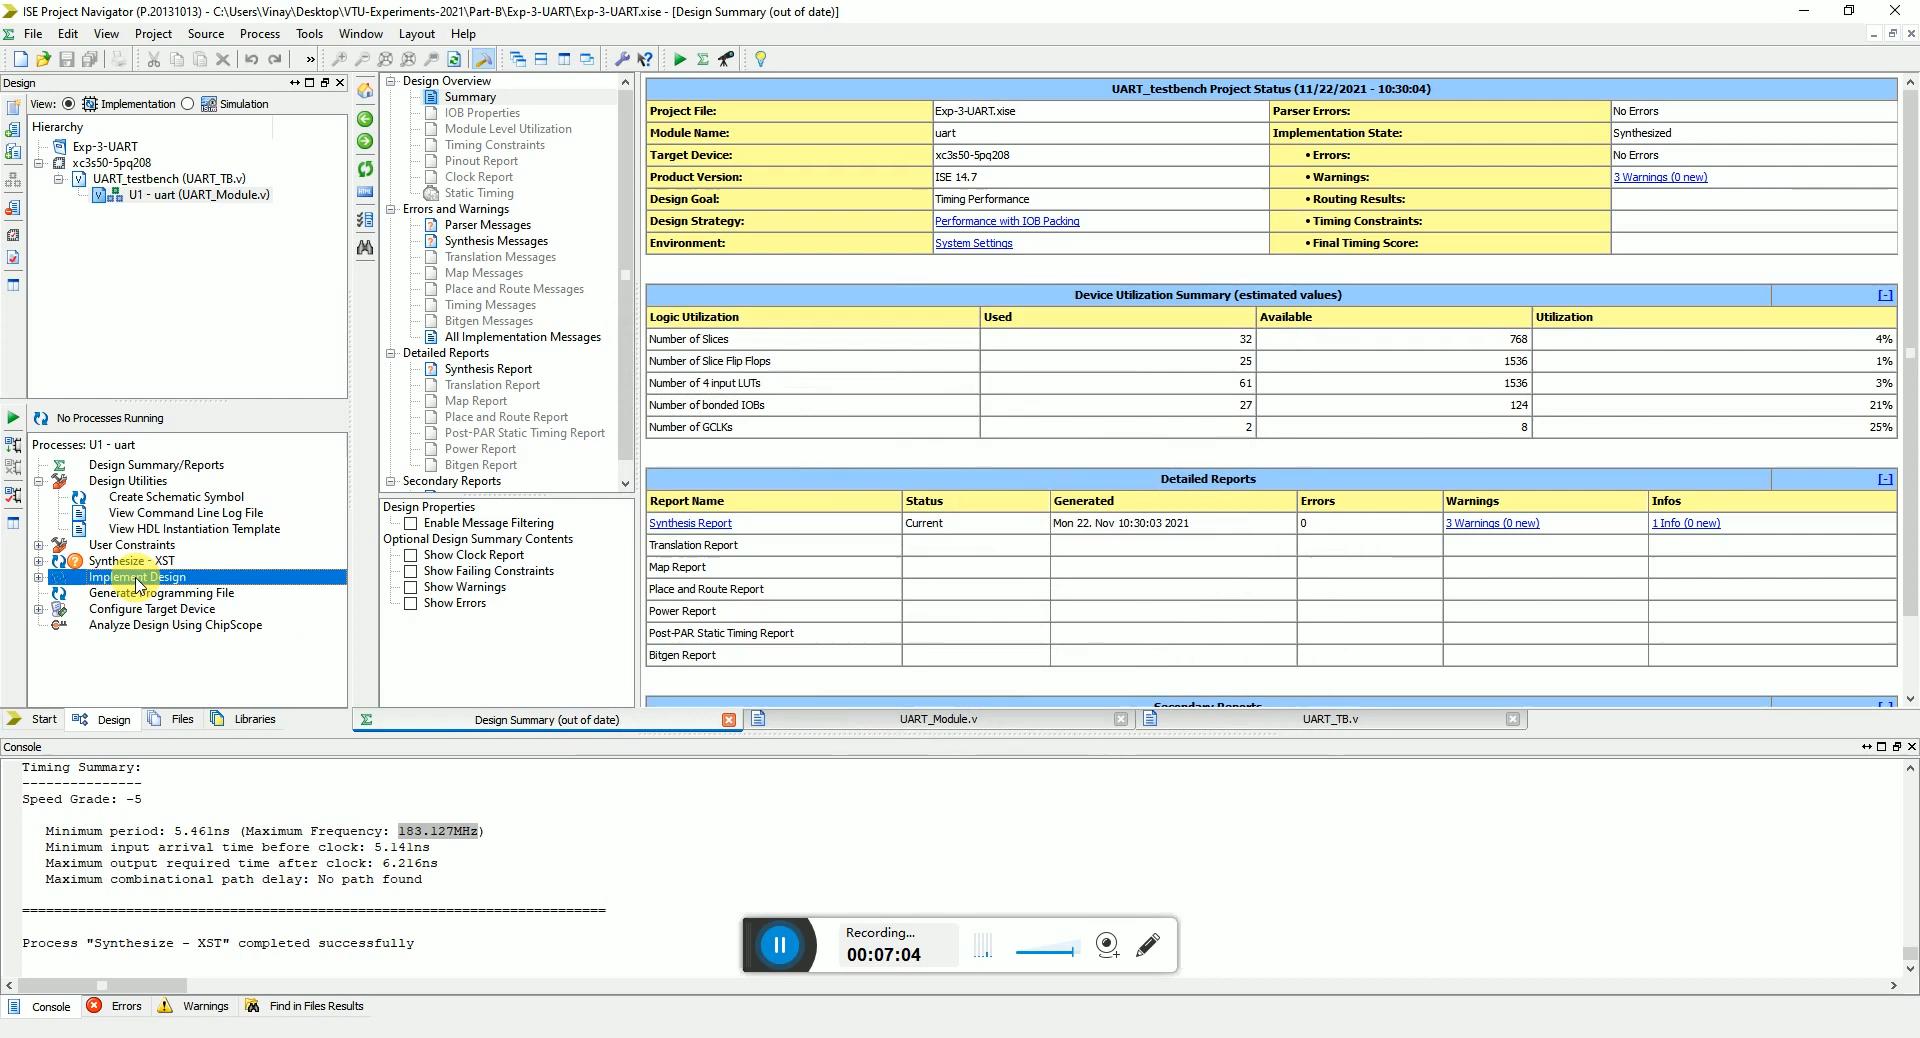 ISE Project Navigator (P.20131013) - C:\Users\Vinay\Desktop\VTU-Experiments-2021\Part-B\Exp-3-UART\Exp-3-UART.xise - [Design Summary (out of date)]
File Edit View Project Source Process Tools Window Layout Help
»
Design
View: Implementation Simulation
Hierarchy
Exp-3-UART
xc3s50-5pq208
UART_testbench (UART_TB.v)
U1 - uart (UART_Module.v)
No Processes Running
Processes: U1 - uart
Design Summary/Reports
Design Utilities
Create Schematic Symbol
View Command Line Log File
View HDL Instantiation Template
User Constraints
Synthesize - XST
Implement Design
Generate Programming File
Configure Target Device
Analyze Design Using ChipScope
Start Design Files Libraries
Design Overview
Summary
IOB Properties
Module Level Utilization
Timing Constraints
Pinout Report
Clock Report
Static Timing
Errors and Warnings
Parser Messages
Synthesis Messages
Translation Messages
Map Messages
Place and Route Messages
Timing Messages
Bitgen Messages
All Implementation Messages
Detailed Reports
Synthesis Report
Translation Report
Map Report
Place and Route Report
Post-PAR Static Timing Report
Power Report
Bitgen Report
Secondary Reports
Design Properties
Enable Message Filtering
Optional Design Summary Contents
Show Clock Report
Show Failing Constraints
Show Warnings
Show Errors
UART_testbench Project Status (11/22/2021 - 10:30:04)
Project File: Exp-3-UART.xise Parser Errors: No Errors
Module Name: uart Implementation State: Synthesized
Target Device: xc3s50-5pq208 • Errors: No Errors
Product Version: ISE 14.7 • Warnings: 3 Warnings (0 new)
Design Goal: Timing Performance • Routing Results:
Design Strategy: Performance with IOB Packing • Timing Constraints:
Environment: System Settings • Final Timing Score:
Device Utilization Summary (estimated values) [-]
Logic Utilization Used Available Utilization
Number of Slices 32 768 4%
Number of Slice Flip Flops 25 1536 1%
Number of 4 input LUTs 61 1536 3%
Number of bonded IOBs 27 124 21%
Number of GCLKs 2 8 25%
Detailed Reports [-]
Report Name Status Generated Errors Warnings Infos
Synthesis Report Current Mon 22. Nov 10:30:03 2021 0 3 Warnings (0 new) 1 Info (0 new)
Translation Report
Map Report
Place and Route Report
Power Report
Post-PAR Static Timing Report
Bitgen Report
Secondary Reports [-]
Design Summary (out of date) UART_Module.v UART_TB.v
Console
Timing Summary:
---------------
Speed Grade: -5
Minimum period: 5.461ns (Maximum Frequency: 183.127MHz)
Minimum input arrival time before clock: 5.141ns
Maximum output required time after clock: 6.216ns
Maximum combinational path delay: No path found
=========================================================================
Process "Synthesize - XST" completed successfully
Recording...
00:07:04
Console Errors Warnings Find in Files Results